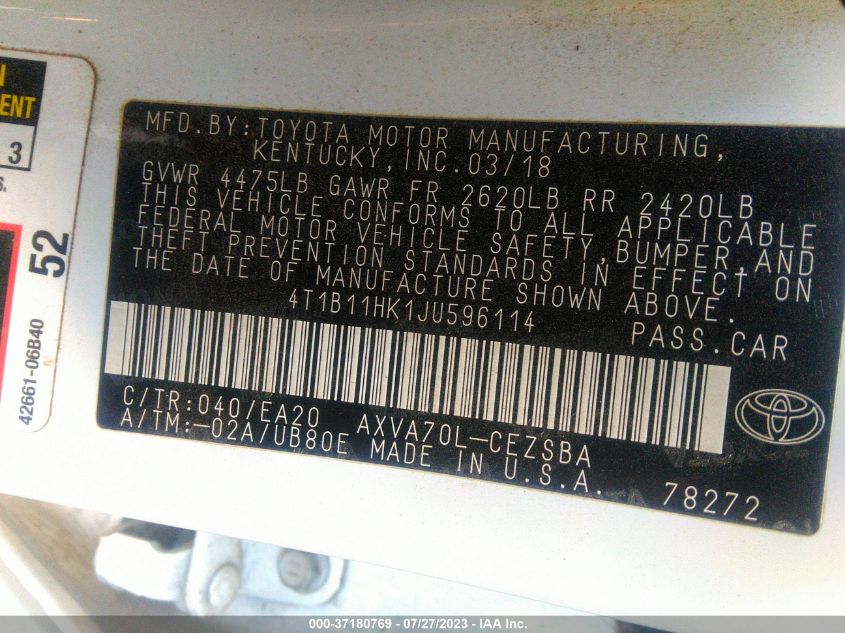 N
ENT
3
S.
52
42661-06B40
MFD.BY:TOYOTA MOTOR MANUFACTURING,
KENTUCKY,INC.03/18
GVWR 4475LB GAWR FR 2620LB RR 2420LB
THIS VEHICLE CONFORMS TO ALL APPLICABLE
FEDERAL MOTOR VEHICLE SAFETY,BUMPER,AND
THEFT PREVENTION STANDARDS IN EFFECT ON
THE DATE OF MANUFACTURE SHOWN ABOVE.
4T1B11HK1JU596114
PASS.CAR
C/TR:040/EA20 AXVA70L-CEZSBA
A/TM:-02A/UB80E MADE IN U.S.A.
78272
000-37180769 - 07/27/2023 - IAA Inc.